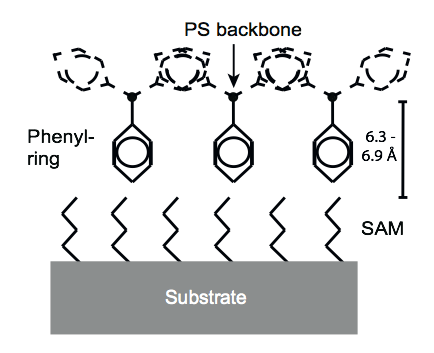 PS backbone
Phenyl-
ring
6.3 -
6.9 Å
SAM
Substrate